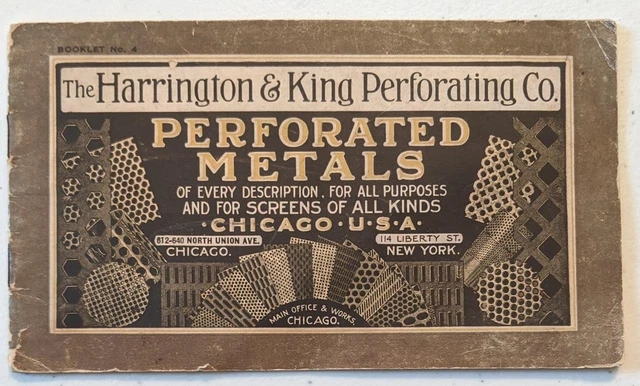 BOOKLET No. 4
The Harrington & King Perforating Co.
PERFORATED
METALS
OF EVERY DESCRIPTION, FOR ALL PURPOSES
AND FOR SCREENS OF ALL KINDS
·CHICAGO·U·S·A·
612-640 NORTH UNION AVE.
CHICAGO.
114 LIBERTY ST.
NEW YORK.
MAIN OFFICE & WORKS
CHICAGO.